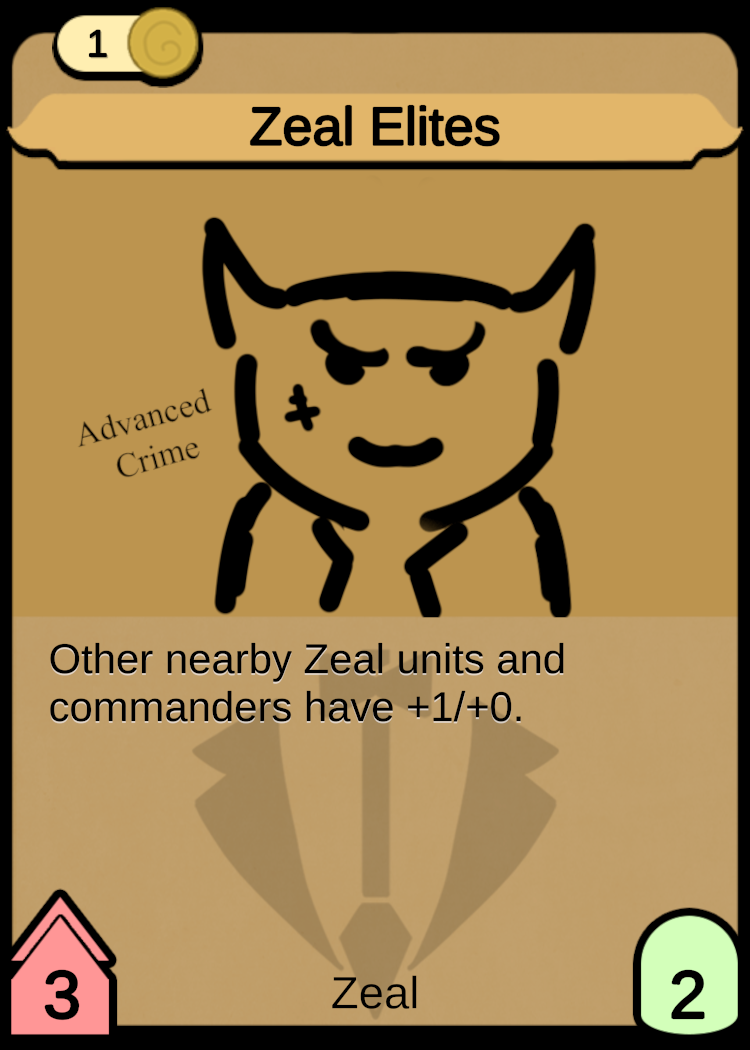 1
Zeal Elites
Advanced
Crime
Other nearby Zeal units and
commanders have +1/+0.
3
Zeal
2